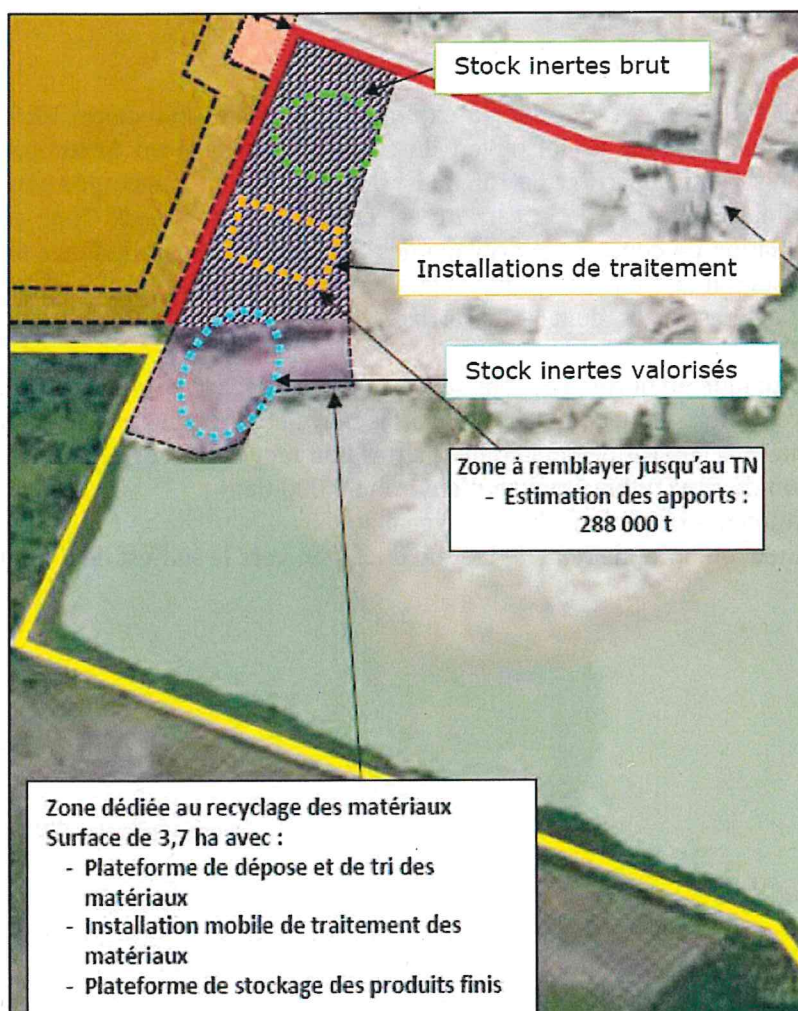 Stock inertes brut
Installations de traitement
Stock inertes valorisés
Zone à remblayer jusqu'au TN
- Estimation des apports :
288 000 t
Zone dédiée au recyclage des matériaux
Surface de 3,7 ha avec :
- Plateforme de dépose et de tri des
matériaux
- Installation mobile de traitement des
matériaux
- Plateforme de stockage des produits finis